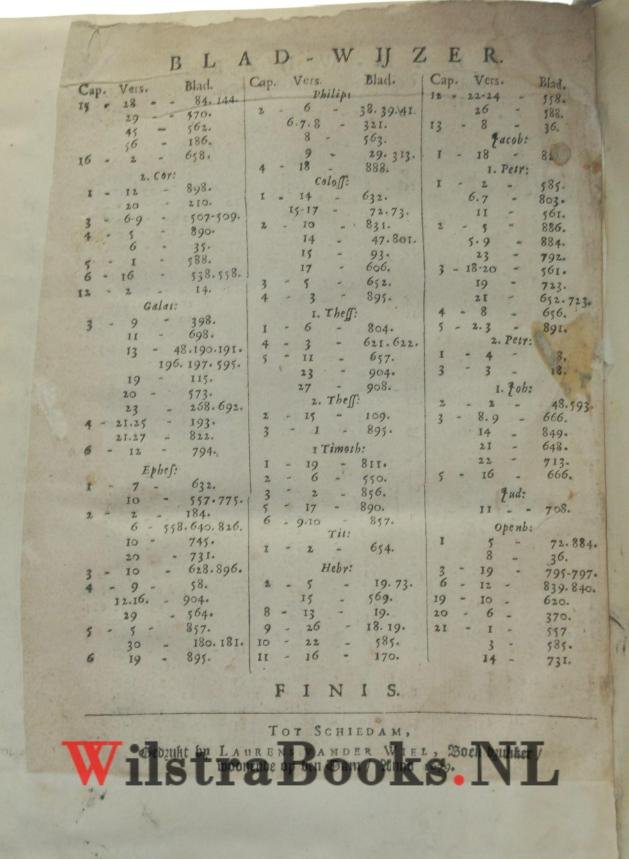 BLAD-WIJZER.
Cap. Vers. Blad.
15 - 28 - - 84.144.
29 - 570.
45 - 562.
56 - 186.
16 - 2 - 658.
2. Cor:
1 - 12 - 898.
20 - 210.
3 - 6.9 - 507-509.
4 - 5 - 890.
6 - 35.
5 - 1 - 588.
6 - 16 - 538.558.
12 - 2 - 14.
Galat:
3 - 9 - 398.
11 - 698.
13 - 48.190.191.
196.197.595.
19 - 115.
20 - 573.
23 - 268.692.
4 - 21.25 - 193.
21.27 - 822.
6 - 12 - 794.
Ephes:
1 - 7 - 632.
10 - 557.775.
2 - 2 - 184.
6 - 558.640.826.
10 - 745.
20 - 731.
3 - 10 - 628.896.
4 - 9 - 58.
12.16. - 904.
29 - 564.
5 - 5 - 857.
30 - 180.181.
6 19 - 895.
Cap. Vers. Blad.
Philip:
2 - 6 - 38.39.41.
6.7.8 - 321.
8 - 563.
9 - 29.313.
4 - 18 - 888.
Coloss:
1 - 14 - 632.
15-17 - 72.73.
2 - 10 - 831.
14 - 47.801.
15 - 93.
17 - 606.
3 - 5 - 652.
4 - 3 - 895.
1. Thess:
1 - 6 - 804.
4 - 3 - 621.622.
5 - 11 - 657.
23 - 904.
27 - 908.
2. Thess:
2 - 15 - 109.
3 - 1 - 895.
1 Timoth:
1 - 19 - 811.
2 - 6 - 550.
3 - 2 - 856.
5 - 17 - 890.
6 - 9.10 - 857.
Tit:
1 - 2 - 654.
Hebr:
2 - 5 - 19.73.
15 - 569.
8 - 13 - 19.
9 - 26 - 18.19.
10 - 22 - 585.
11 - 16 - 170.
Cap. Vers. Blad.
12 - 22-24 - 558.
26 - 588.
13 - 8 - 36.
Jacob:
1 - 18 -
1. Petr:
1 - 2 - 585.
6.7 - 803.
11 - 561.
2 - 5 - 886.
5.9 - 884.
23 - 792.
3 - 18-20 - 561.
19 - 723.
21 - 652.723.
4 - 8 - 656.
5 - 2.3 - 891.
2. Petr:
1 - 4 -
3 - 3 - 18.
1. Joh:
2 - 2 - 48.593.
3 - 8.9 - 666.
14 - 849.
21 - 648.
22 - 713.
5 - 16 - 666.
Jud:
11 - - 708.
Openb:
1 5 - 72.884.
8 - 36.
3 - 19 - 795-797.
6 - 12 - 839.840.
19 - 10 - 620.
20 - 6 - 370.
21 - 1 - 557
3 - 585.
14 - 731.
FINIS.
TOT SCHIEDAM,
Gedrukt by LAURENS VANDER WIEL, Boek drukker/
woonende op den Dam/ Anno
WilstraBooks.NL